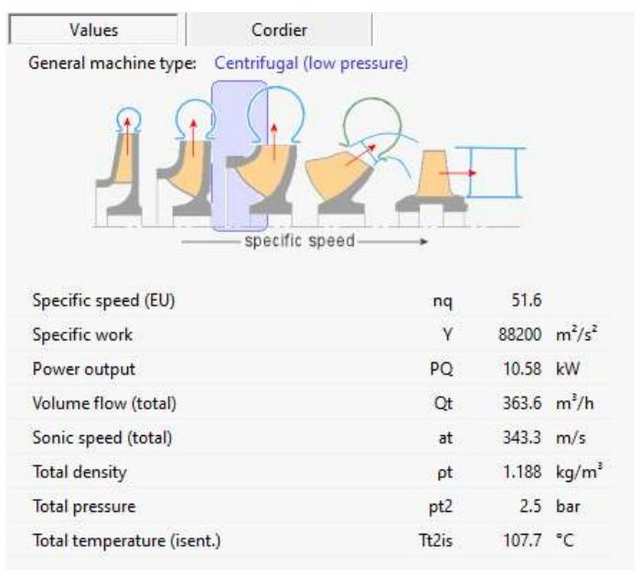 Values Cordier
General machine type: Centrifugal (low pressure)
specific speed
Specific speed (EU) nq 51.6
Specific work Y 88200 m²/s²
Power output PQ 10.58 kW
Volume flow (total) Qt 363.6 m³/h
Sonic speed (total) at 343.3 m/s
Total density ρt 1.188 kg/m³
Total pressure pt2 2.5 bar
Total temperature (isent.) Tt2is 107.7 °C